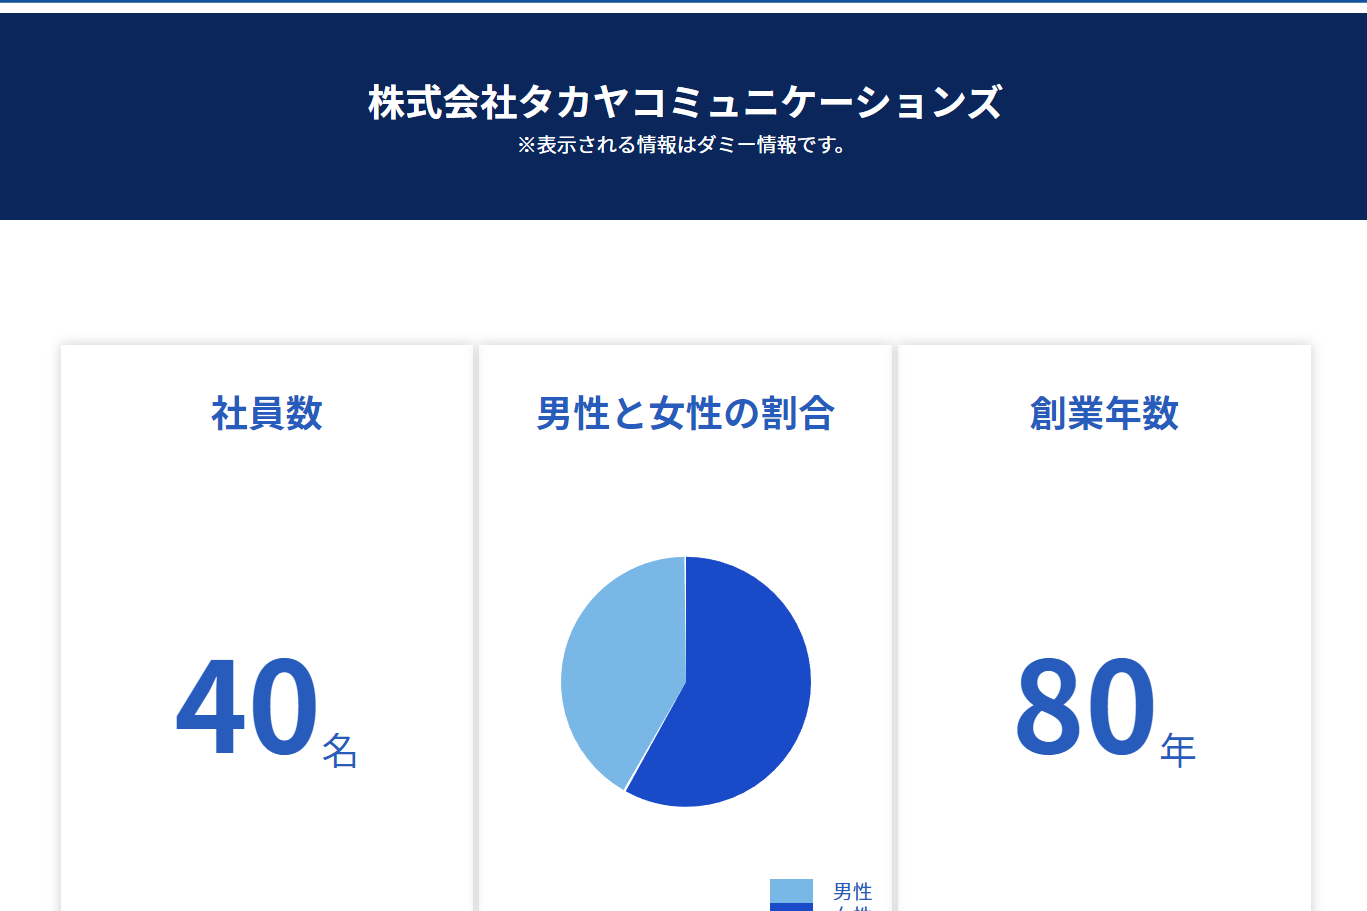 株式会社タカヤコミュニケーションズ
※表示される情報はダミー情報です。
社員数
40名
男性と女性の割合
男性
創業年数
80年